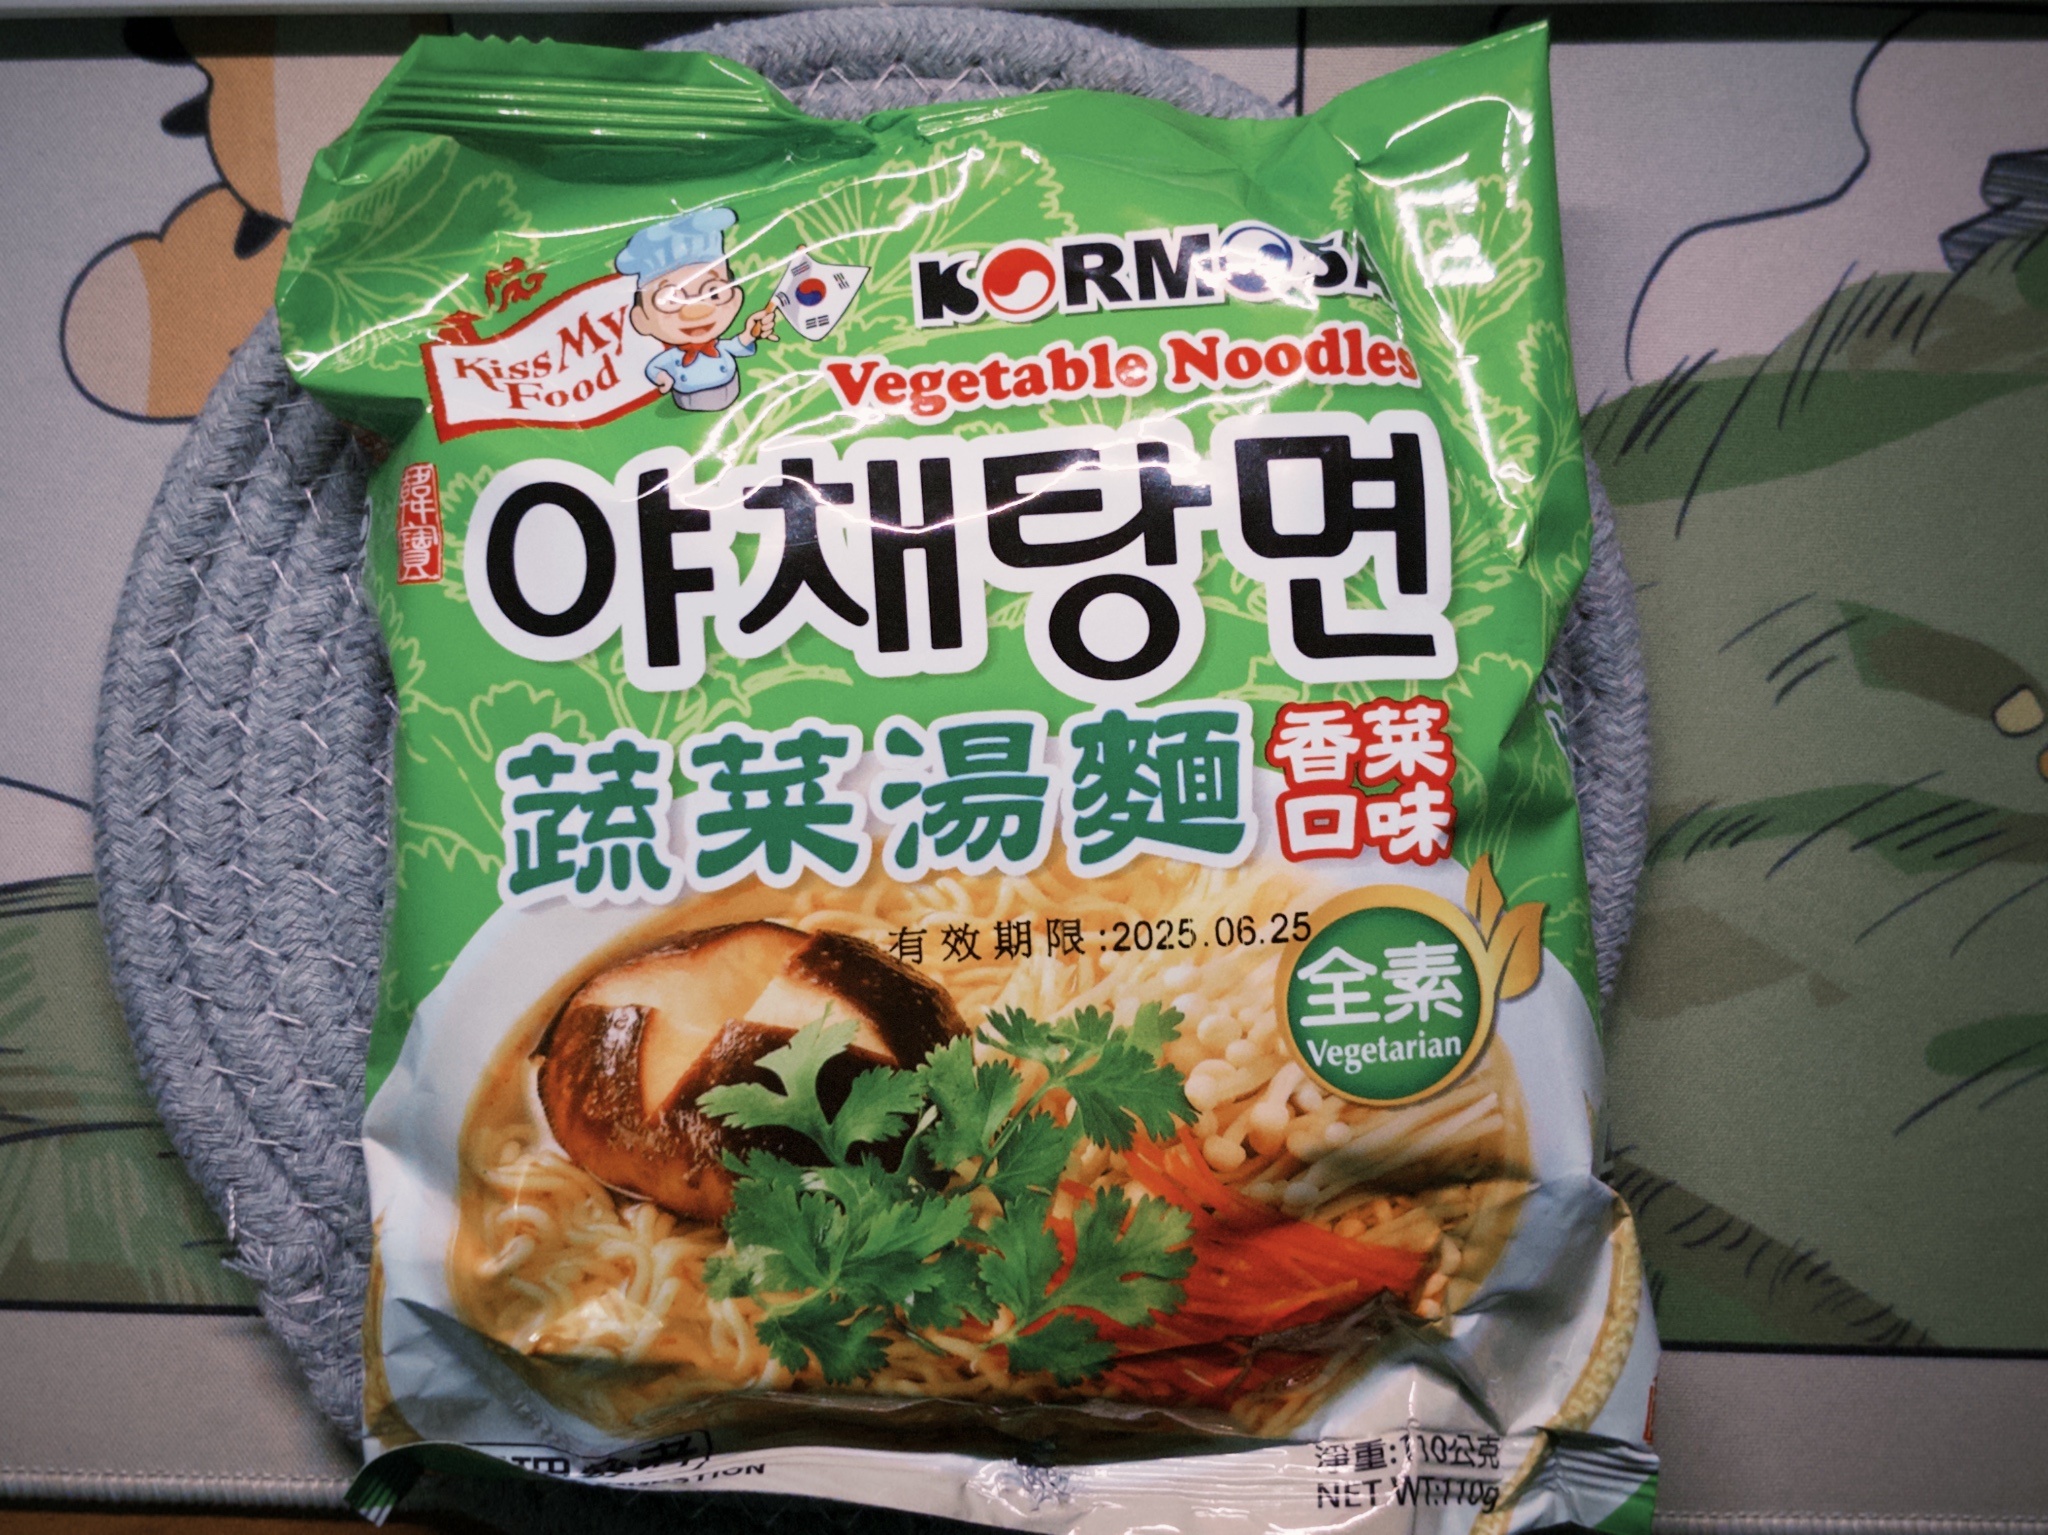 KORMOSA
Kiss My
Food
Vegetable Noodles
韓寶
야채탕면
蔬菜湯麵
香菜
口味
有效期限:2025.06.25
全素
Vegetarian
淨重:110公克
NET WT:110g